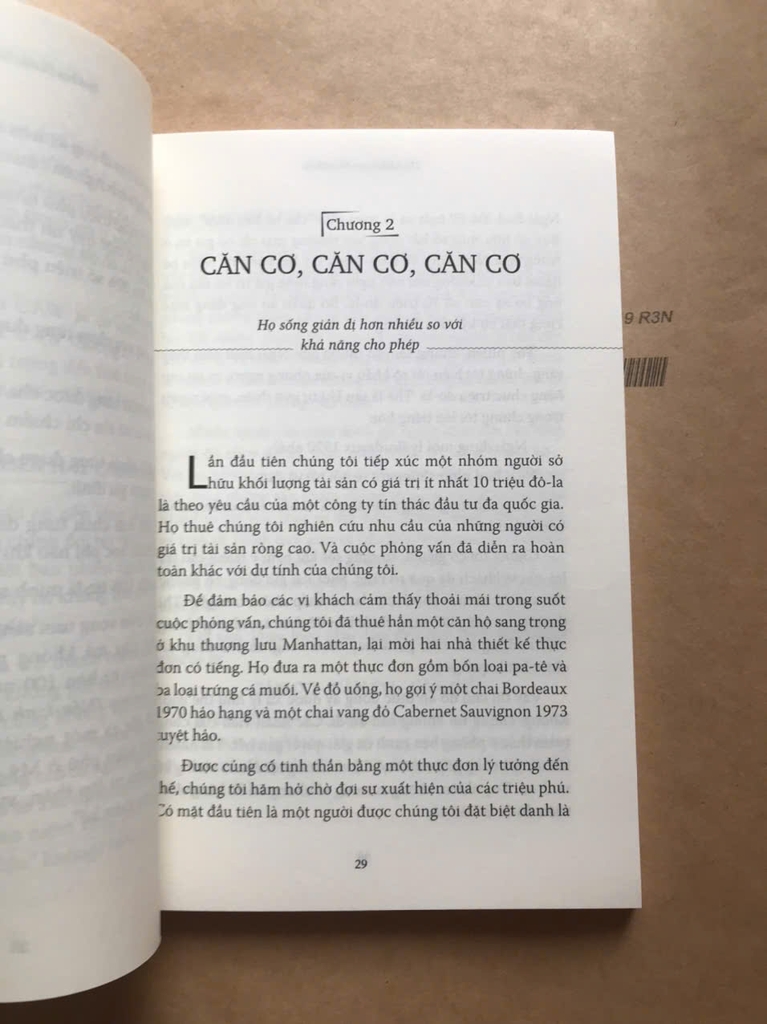 Chương 2
CĂN CƠ, CĂN CƠ, CĂN CƠ
Họ sống giản dị hơn nhiều so với
khả năng cho phép
9 R3N
Lần đầu tiên chúng tôi tiếp xúc một nhóm người sở
hữu khối lượng tài sản có giá trị ít nhất 10 triệu đô-la
là theo yêu cầu của một công ty tín thác đầu tư đa quốc gia.
Họ thuê chúng tôi nghiên cứu nhu cầu của những người có
giá trị tài sản ròng cao. Và cuộc phỏng vấn đã diễn ra hoàn
toàn khác với dự tính của chúng tôi.
Để đảm bảo các vị khách cảm thấy thoải mái trong suốt
cuộc phỏng vấn, chúng tôi đã thuê hẳn một căn hộ sang trọng
ở khu thượng lưu Manhattan, lại mời hai nhà thiết kế thực
đơn có tiếng. Họ đưa ra một thực đơn gồm bốn loại pa-tê và
ba loại trứng cá muối. Về đồ uống, họ gợi ý một chai Bordeaux
1970 hảo hạng và một chai vang đỏ Cabernet Sauvignon 1973
tuyệt hảo.
Được củng cố tinh thần bằng một thực đơn lý tưởng đến
thế, chúng tôi hăm hở chờ đợi sự xuất hiện của các triệu phú.
Có mặt đầu tiên là một người được chúng tôi đặt biệt danh là
29